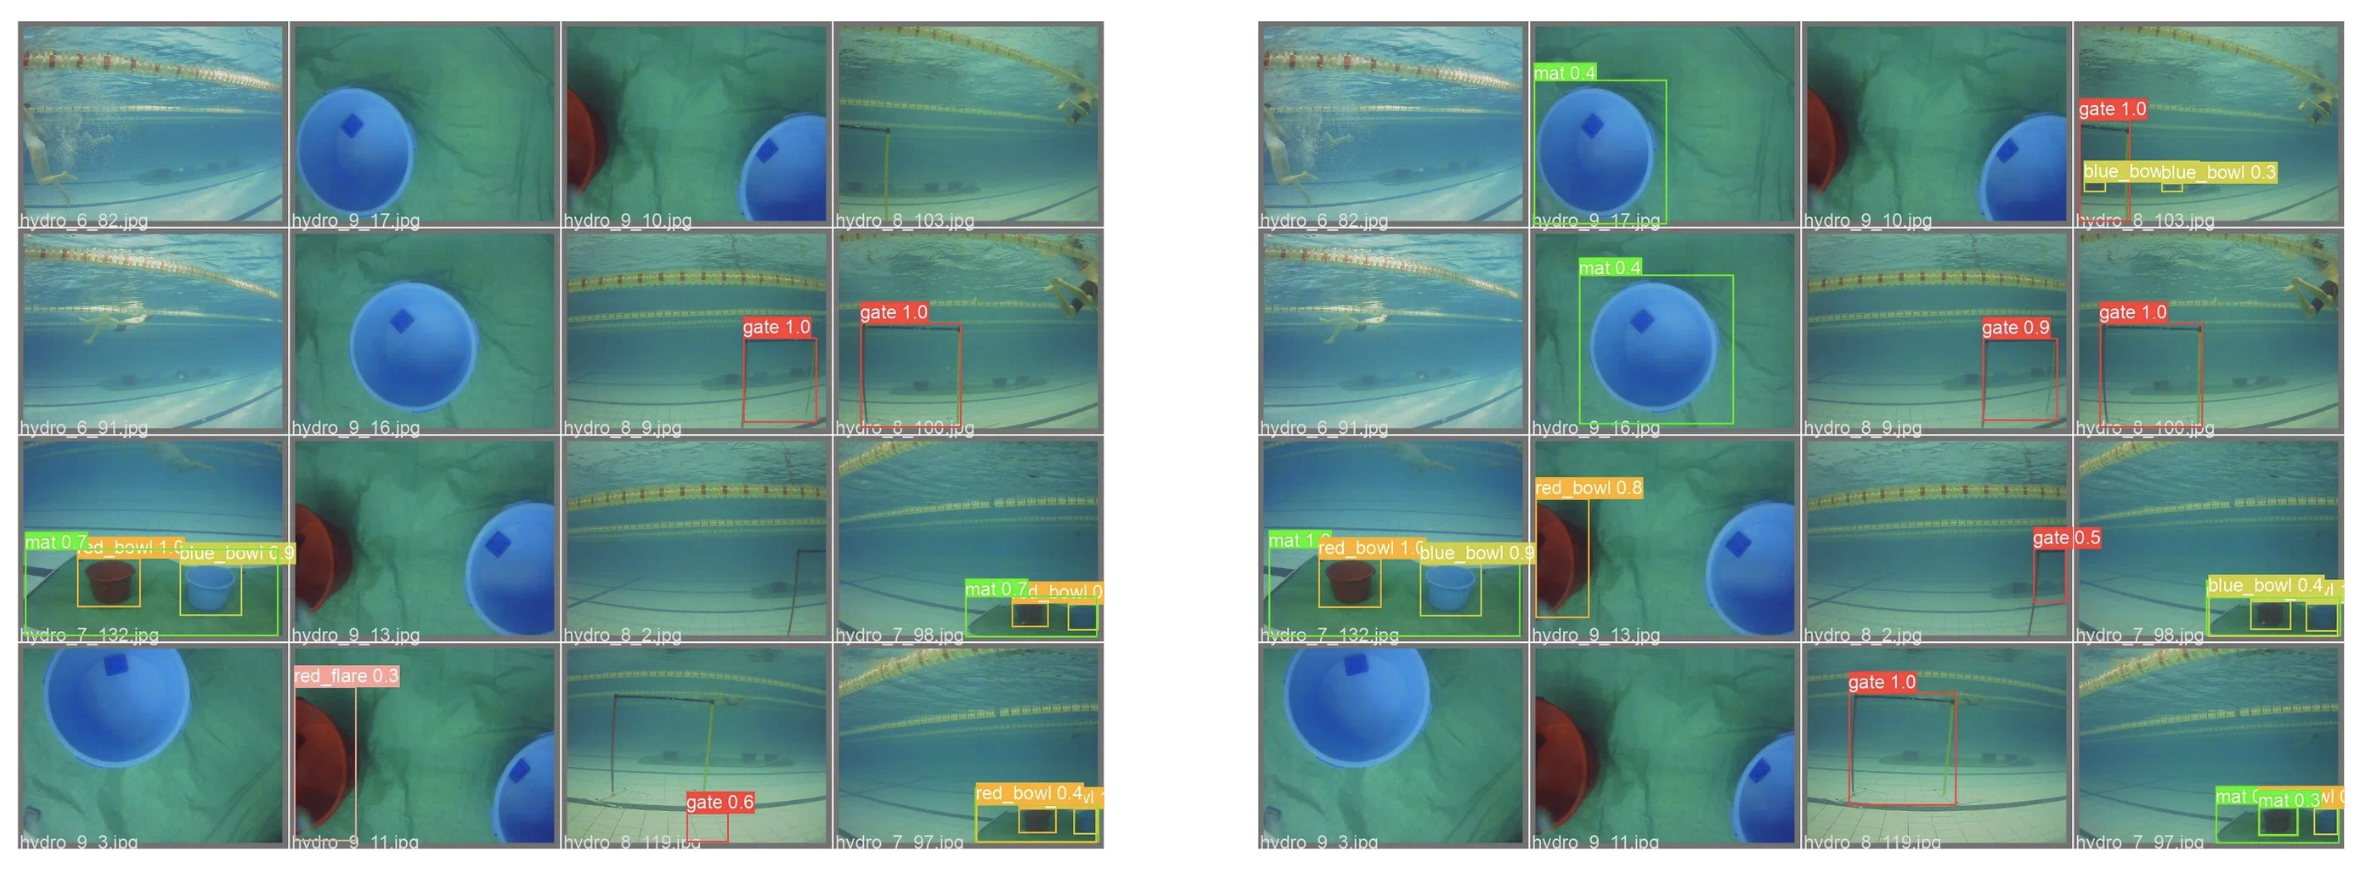 hydro_6_82.jpg
hydro_9_17.jpg
hydro_9_10.jpg
hydro_8_103.jpg
hydro_6_91.jpg
hydro_9_16.jpg
gate 1.0
hydro_8_9.jpg
gate 1.0
hydro_8_100.jpg
mat 0.7
red_bowl 1.0
blue_bowl 0.9
hydro_7_132.jpg
hydro_9_13.jpg
hydro_8_2.jpg
mat 0.7
hydro_7_98.jpg
hydro_9_3.jpg
red_flare 0.3
hydro_9_11.jpg
gate 0.6
hydro_8_119.jpg
red_bowl 0.4
hydro_7_97.jpg
hydro_6_82.jpg
mat 0.4
hydro_9_17.jpg
hydro_9_10.jpg
gate 1.0
blue_bow
blue_bowl 0.3
hydro_8_103.jpg
hydro_6_91.jpg
mat 0.4
hydro_9_16.jpg
gate 0.9
hydro_8_9.jpg
gate 1.0
hydro_8_100.jpg
mat
red_bowl
blue_bowl 0.9
hydro_7_132.jpg
red_bowl 0.8
hydro_9_13.jpg
gate 0.5
hydro_8_2.jpg
blue_bowl 0.4
hydro_7_98.jpg
hydro_9_3.jpg
hydro_9_11.jpg
gate 1.0
hydro_8_119.jpg
mat
mat 0.3
hydro_7_97.jpg